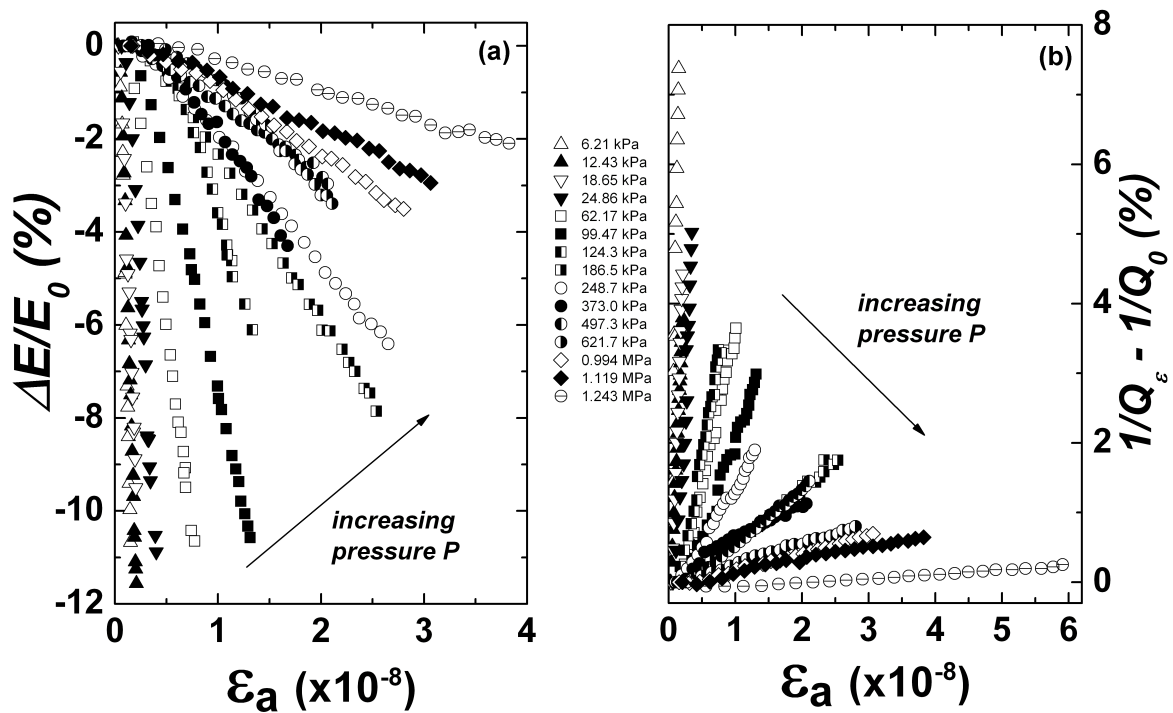 (a)
0
-2
-4
-6
-8
-10
-12
ΔE/E0 (%)
0 1 2 3 4
εa (x10-8)
increasing
pressure P
6.21 kPa
12.43 kPa
18.65 kPa
24.86 kPa
62.17 kPa
99.47 kPa
124.3 kPa
186.5 kPa
248.7 kPa
373.0 kPa
497.3 kPa
621.7 kPa
0.994 MPa
1.119 MPa
1.243 MPa
(b)
increasing
pressure P
8
6
4
2
0
1/Qε - 1/Q0 (%)
0 1 2 3 4 5 6
εa (x10-8)